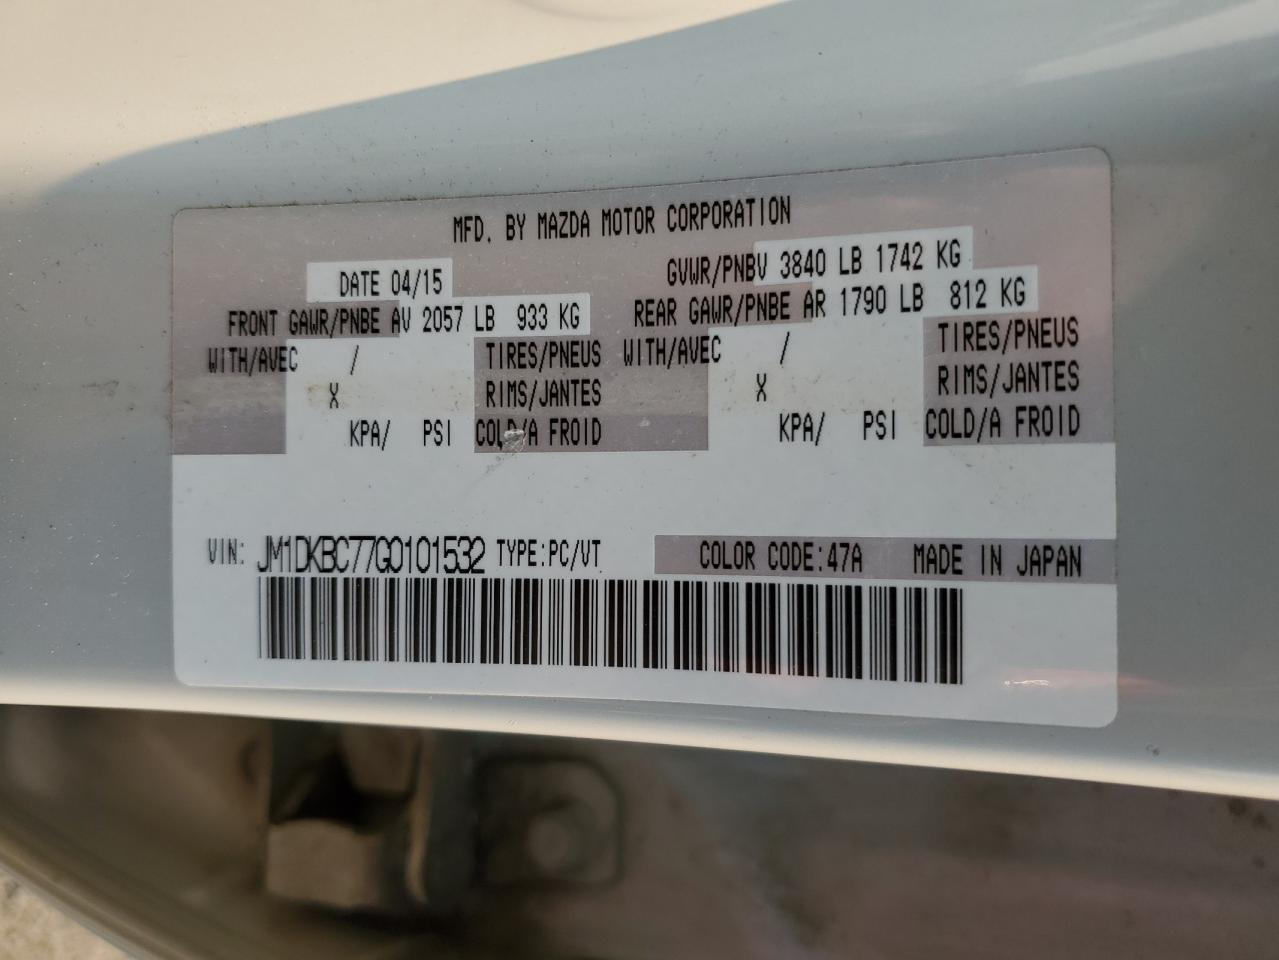 MFD. BY MAZDA MOTOR CORPORATION
DATE 04/15 GVWR/PNBV 3840 LB 1742 KG
FRONT GAWR/PNBE AV 2057 LB 933 KG REAR GAWR/PNBE AR 1790 LB 812 KG
WITH/AVEC / TIRES/PNEUS WITH/AVEC / TIRES/PNEUS
X RIMS/JANTES X RIMS/JANTES
KPA/ PSI COLD/A FROID KPA/ PSI COLD/A FROID
VIN: JM1DKBC77G0101532 TYPE:PC/VT COLOR CODE:47A MADE IN JAPAN